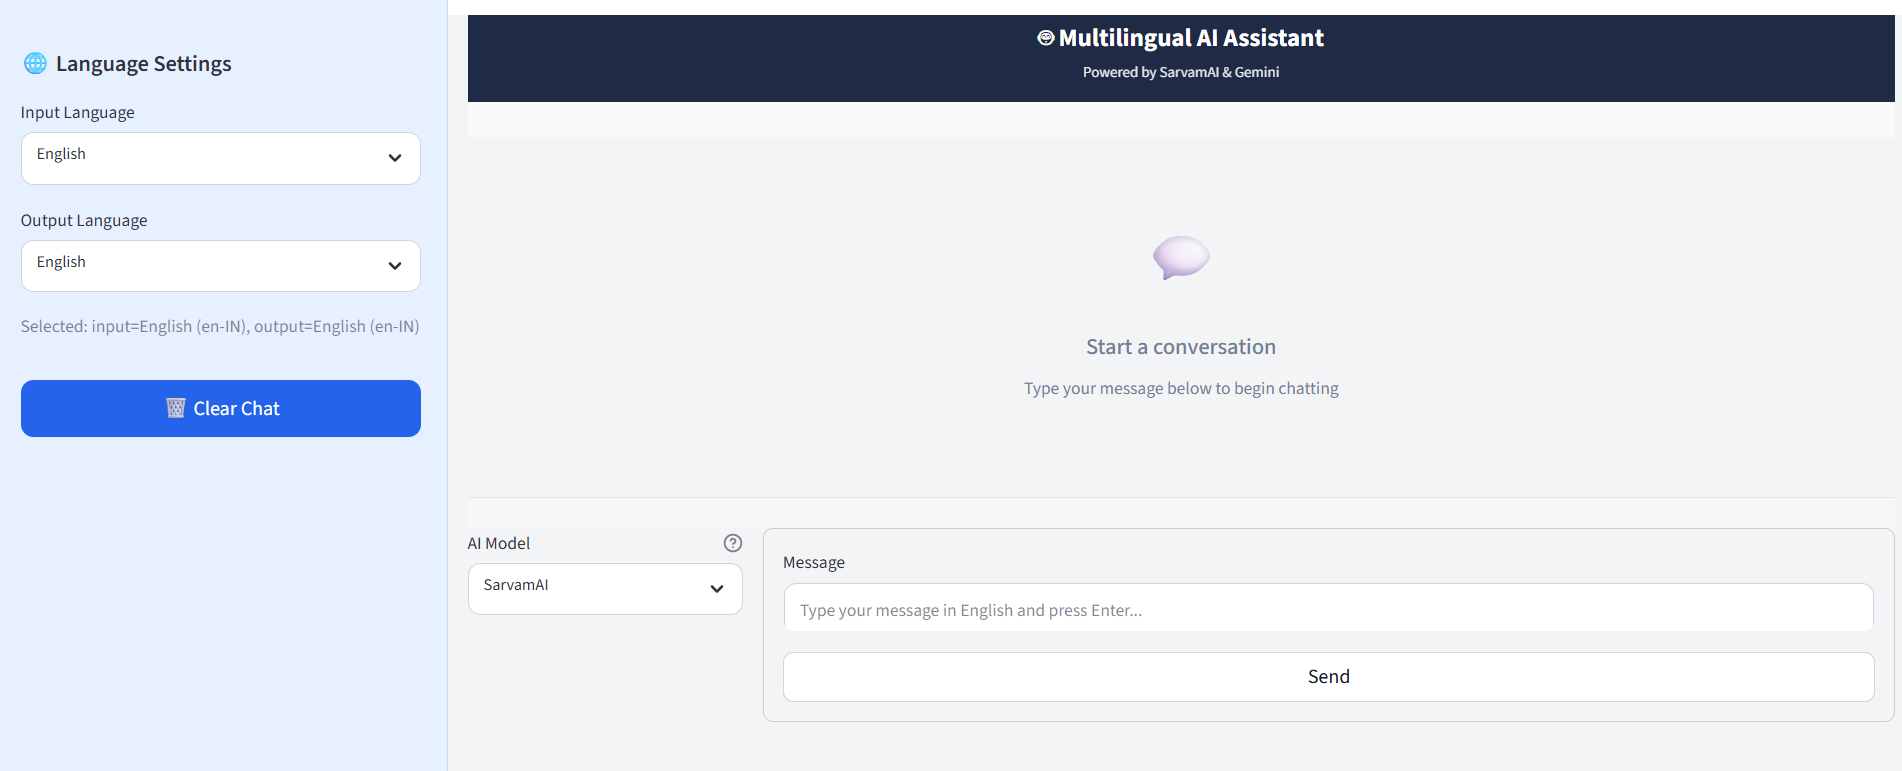 Language Settings
Input Language
English
Output Language
English
Selected: input=English (en-IN), output=English (en-IN)
Clear Chat
Multilingual AI Assistant
Powered by SarvamAI & Gemini
Start a conversation
Type your message below to begin chatting
AI Model
SarvamAI
Message
Type your message in English and press Enter...
Send